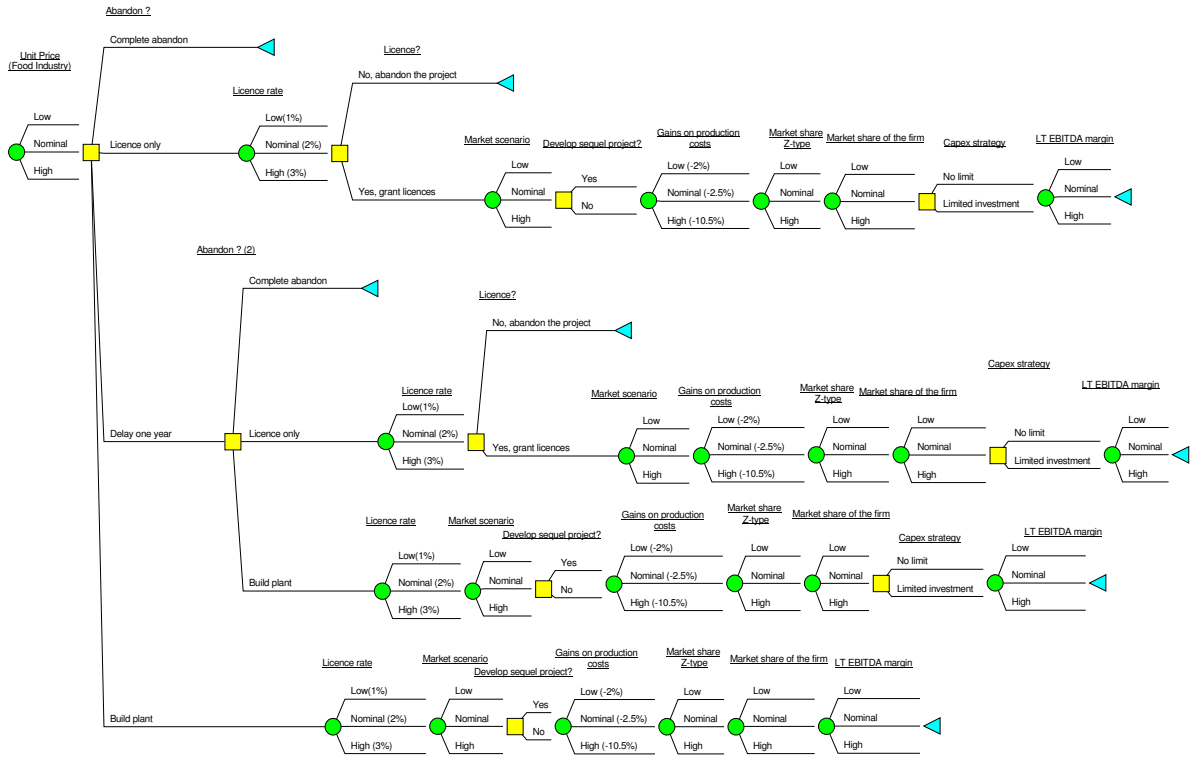 Abandon ?
Complete abandon
Unit Price
(Food Industry)
Low
Nominal
High
Licence only
Licence rate
Low(1%)
Nominal (2%)
High (3%)
Licence?
No, abandon the project
Yes, grant licences
Market scenario
Low
Nominal
High
Develop sequel project?
Yes
No
Gains on production
costs
Low (-2%)
Nominal (-2.5%)
High (-10.5%)
Market share
Z-type
Low
Nominal
High
Market share of the firm
Low
Nominal
High
Capex strategy
No limit
Limited investment
LT EBITDA margin
Low
Nominal
High
Delay one year
Abandon ? (2)
Complete abandon
Licence only
Licence rate
Low(1%)
Nominal (2%)
High (3%)
Licence?
No, abandon the project
Yes, grant licences
Market scenario
Low
Nominal
High
Gains on production
costs
Low (-2%)
Nominal (-2.5%)
High (-10.5%)
Market share
Z-type
Low
Nominal
High
Market share of the firm
Low
Nominal
High
Capex strategy
No limit
Limited investment
LT EBITDA margin
Low
Nominal
High
Build plant
Licence rate
Low(1%)
Nominal (2%)
High (3%)
Market scenario
Low
Nominal
High
Develop sequel project?
Yes
No
Gains on production
costs
Low (-2%)
Nominal (-2.5%)
High (-10.5%)
Market share
Z-type
Low
Nominal
High
Market share of the firm
Low
Nominal
High
Capex strategy
No limit
Limited investment
LT EBITDA margin
Low
Nominal
High
Build plant
Licence rate
Low(1%)
Nominal (2%)
High (3%)
Market scenario
Low
Nominal
High
Develop sequel project?
Yes
No
Gains on production
costs
Low (-2%)
Nominal (-2.5%)
High (-10.5%)
Market share
Z-type
Low
Nominal
High
Market share of the firm
Low
Nominal
High
LT EBITDA margin
Low
Nominal
High